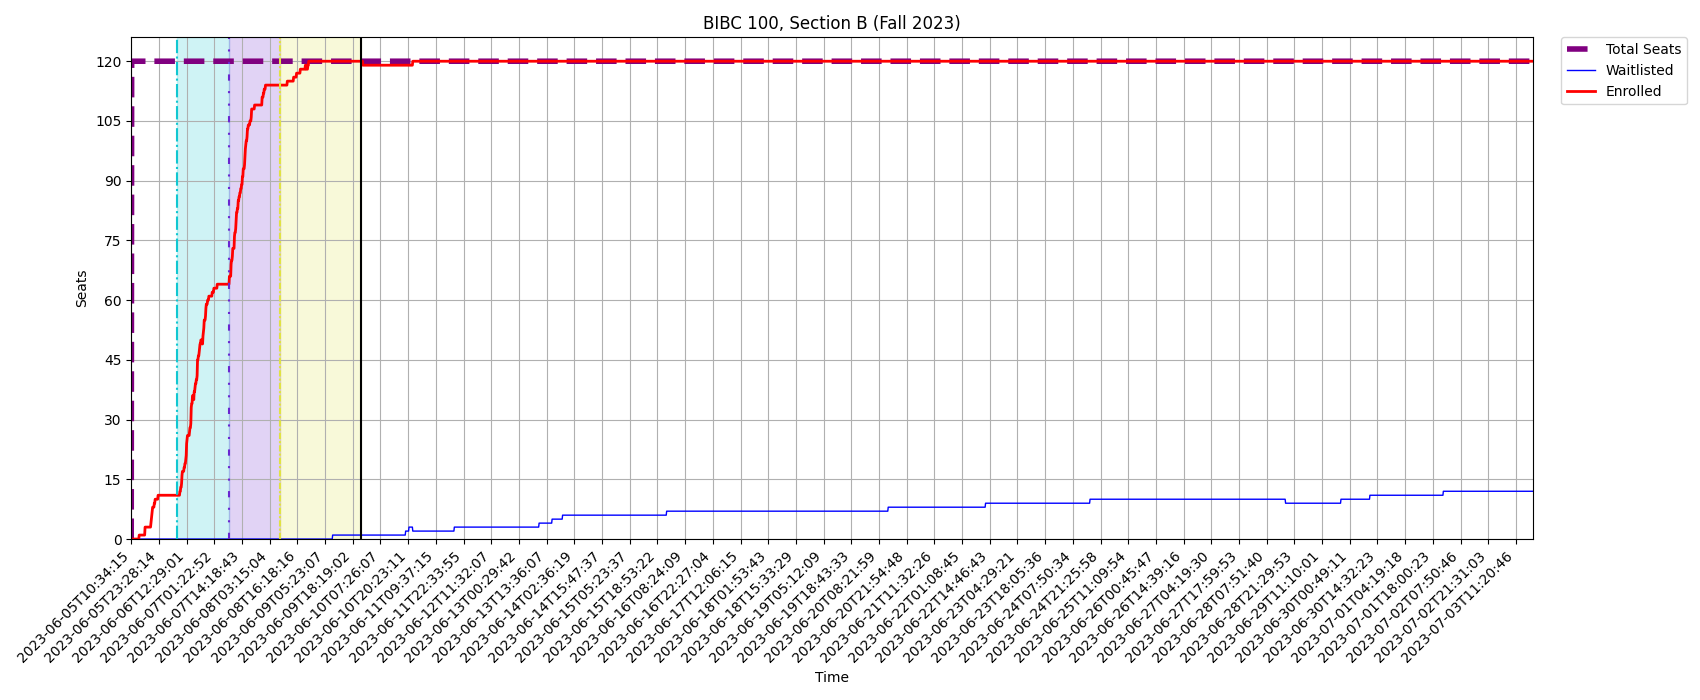 BIBC 100, Section B (Fall 2023)
Total Seats
Waitlisted
Enrolled
Seats
120
105
90
75
60
45
30
15
0
2023-06-05T10:34:15
2023-06-05T23:28:14
2023-06-06T12:29:01
2023-06-07T01:22:52
2023-06-07T14:18:43
2023-06-08T03:15:04
2023-06-08T16:18:16
2023-06-09T05:23:07
2023-06-09T18:19:02
2023-06-10T07:26:07
2023-06-10T20:23:11
2023-06-11T09:37:15
2023-06-11T22:33:55
2023-06-12T11:32:07
2023-06-13T00:29:42
2023-06-13T13:36:07
2023-06-14T02:36:19
2023-06-14T15:47:37
2023-06-15T05:23:37
2023-06-15T18:53:22
2023-06-16T08:24:09
2023-06-16T22:27:04
2023-06-17T12:06:15
2023-06-18T01:53:43
2023-06-18T15:33:29
2023-06-19T05:12:09
2023-06-19T18:43:33
2023-06-20T08:21:59
2023-06-20T21:54:48
2023-06-21T11:32:26
2023-06-22T01:08:45
2023-06-22T14:46:43
2023-06-23T04:29:21
2023-06-23T18:05:36
2023-06-24T07:50:34
2023-06-24T21:25:58
2023-06-25T11:09:54
2023-06-26T00:45:47
2023-06-26T14:39:16
2023-06-27T04:19:30
2023-06-27T17:59:53
2023-06-28T07:51:40
2023-06-28T21:29:53
2023-06-29T11:10:01
2023-06-30T00:49:11
2023-06-30T14:32:23
2023-07-01T04:19:18
2023-07-01T18:00:23
2023-07-02T07:50:46
2023-07-02T21:31:03
2023-07-03T11:20:46
Time